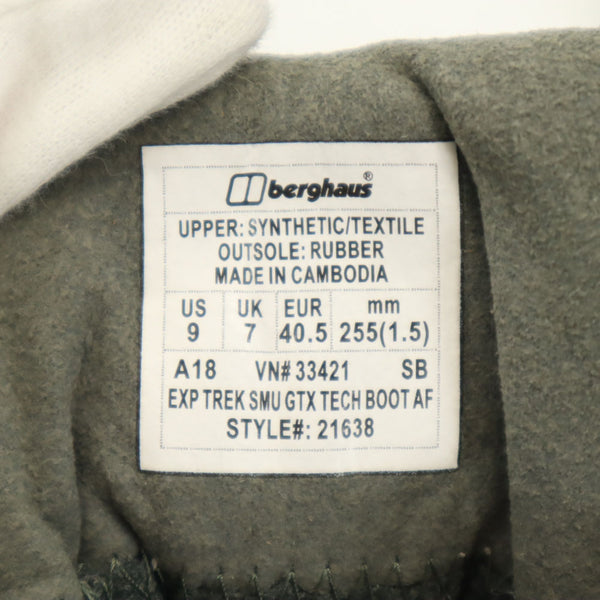 berghaus®
UPPER: SYNTHETIC/TEXTILE
OUTSOLE: RUBBER
MADE IN CAMBODIA
US UK EUR mm
9 7 40.5 255(1.5)
A18 VN# 33421 SB
EXP TREK SMU GTX TECH BOOT AF
STYLE#: 21638